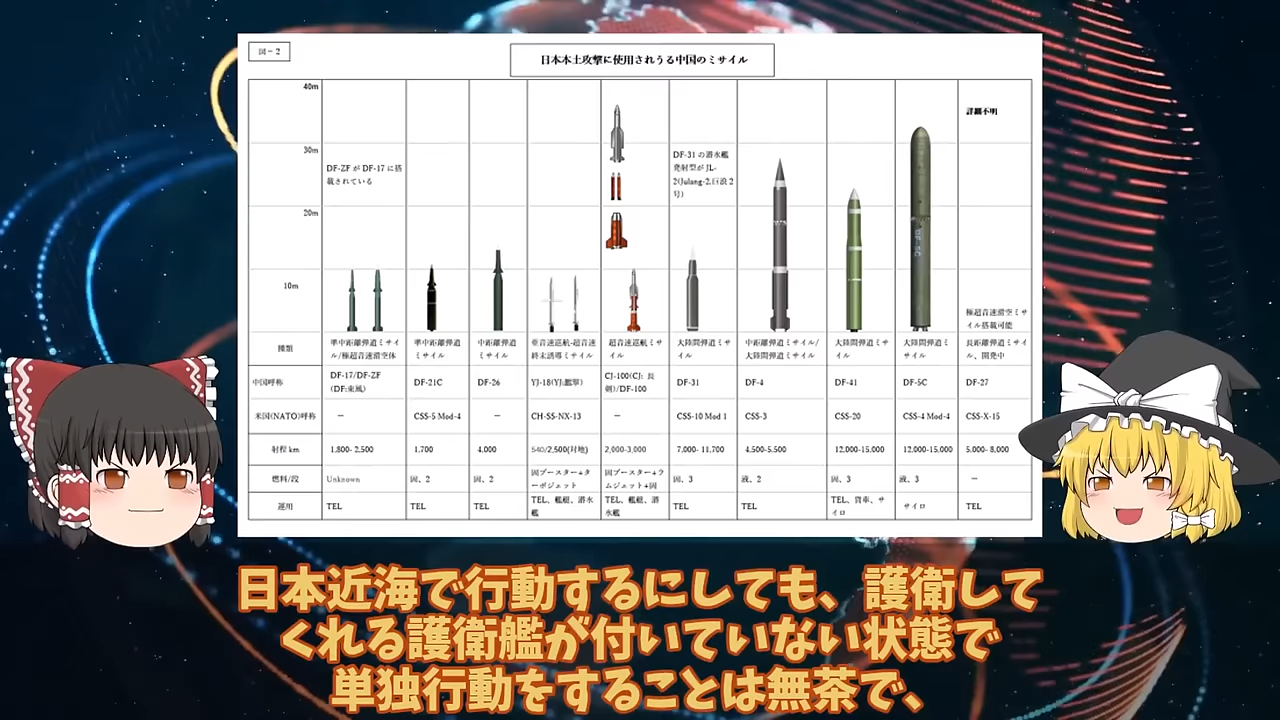 図-2
日本本土攻撃に使用されうる中国のミサイル
40m
30m
20m
10m
DF-ZF が DF-17 に搭
載されている
DF-31 の潜水艦
発射型が JL-
2(Julang-2,巨浪 2
号)
詳細不明
極超音速滑空ミサ
イル搭載可能
種類
準中距離弾道ミサイ
ル/極超音速滑空体
準中距離弾道
ミサイル
中距離弾道
ミサイル
亜音速巡航-超音速
終末誘導ミサイル
超音速巡航ミサ
イル
大陸間弾道ミサ
イル
中距離弾道ミサイル/
大陸間弾道ミサイル
大陸間弾道ミサ
イル
大陸間弾道ミ
サイル
長距離弾道ミサイ
ル、開発中
中国呼称
DF-17/DF-ZF
(DF:東風)
DF-21C
DF-26
YJ-18(YJ:鷹撃)
CJ-100(CJ: 長
剣)/DF-100
DF-31
DF-4
DF-41
DF-5C
DF-27
米国(NATO)呼称
－
CSS-5 Mod-4
－
CH-SS-NX-13
－
CSS-10 Mod 1
CSS-3
CSS-20
CSS-4 Mod-4
CSS-X-15
射程 km
1,800- 2,500
1,700
4,000
540/2,500(対地)
2,000-3,000
7,000- 11,700
4,500-5,500
12,000-15,000
12,000-15,000
5,000- 8,000
燃料/段
Unknown
固、2
固、2
固ブースター+タ
ーボジェット
固ブースター+ラ
ムジェット+固
固、3
液、2
固、3
液、3
－
運用
TEL
TEL
TEL
TEL、艦艇、潜水
艦
TEL、艦艇、潜
水艦
TEL
TEL
TEL、貨車、サ
イロ
サイロ
TEL
日本近海で行動するにしても、護衛して
くれる護衛艦が付いていない状態で
単独行動をすることは無茶で、